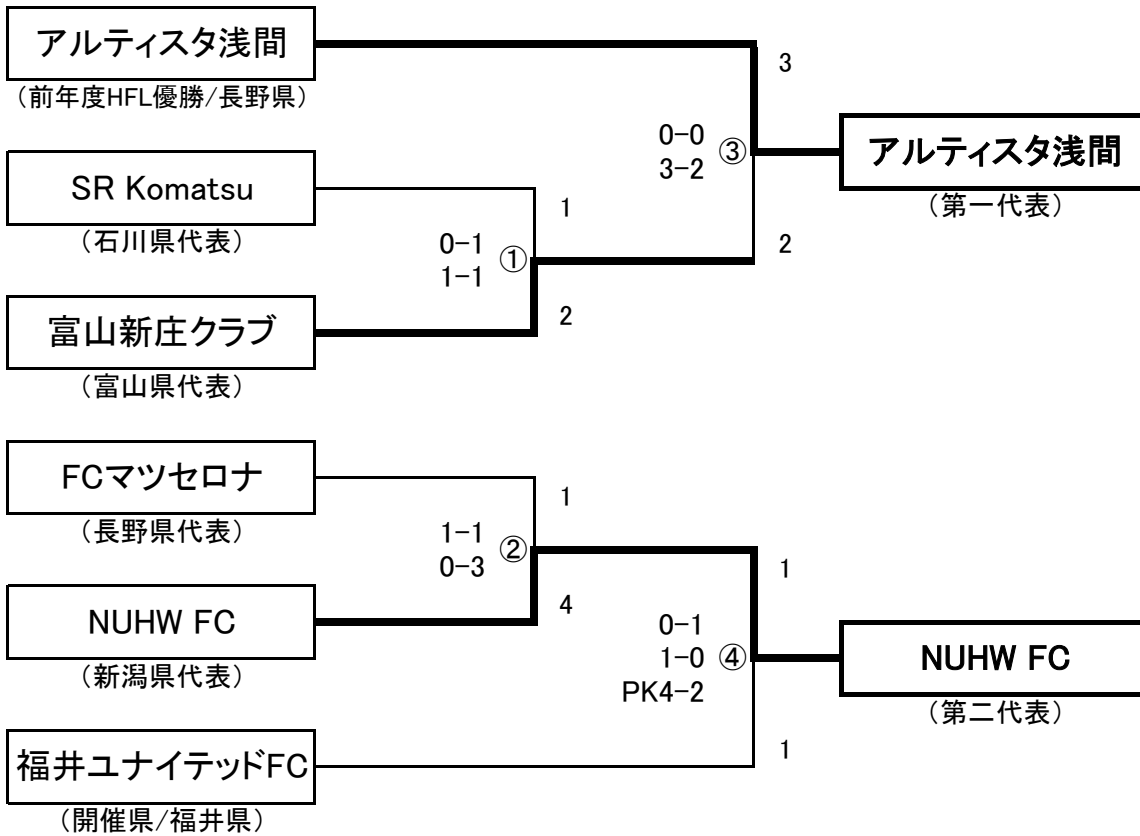 アルティスタ浅間
（前年度HFL優勝/長野県）
3
0-0
3-2
③
アルティスタ浅間
（第一代表）
SR Komatsu
（石川県代表）
1
0-1
1-1
①
2
富山新庄クラブ
（富山県代表）
2
FCマツセロナ
（長野県代表）
1
1-1
0-3
②
1
NUHW FC
（新潟県代表）
4
0-1
1-0
PK4-2
④
NUHW FC
（第二代表）
福井ユナイテッドFC
（開催県/福井県）
1